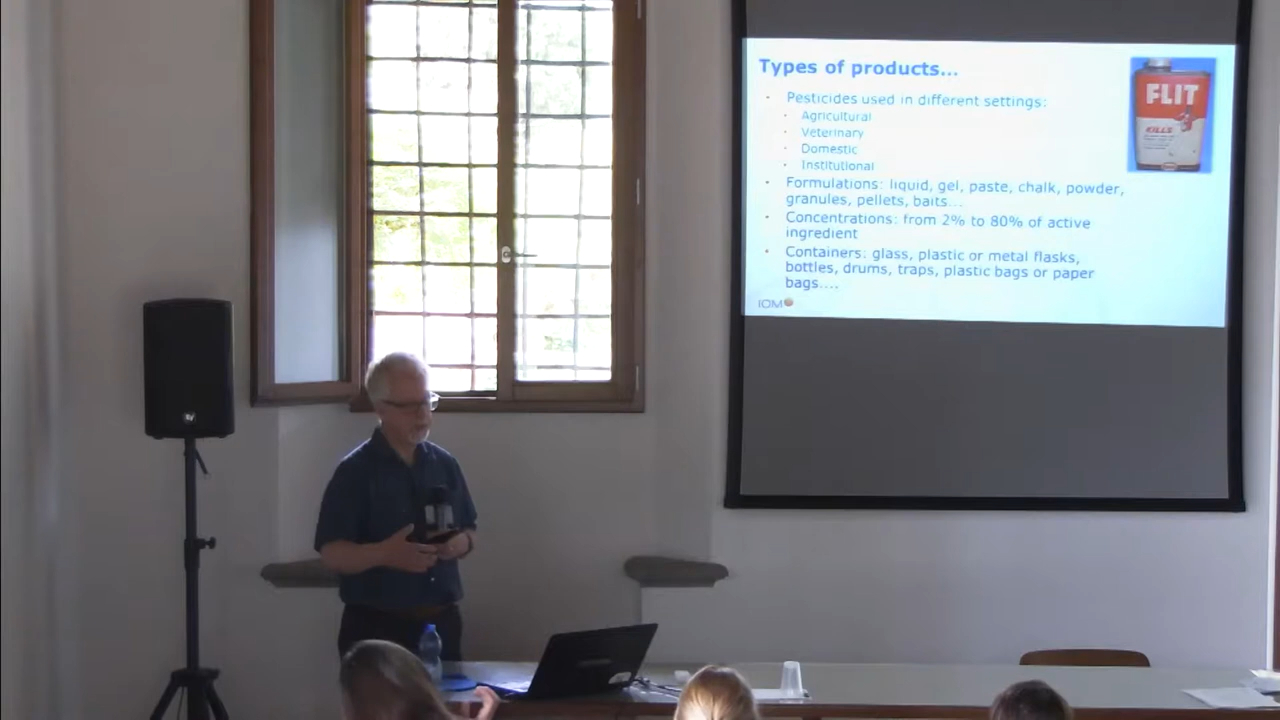 Types of products...
Pesticides used in different settings:
Agricultural
Veterinary
Domestic
Institutional
Formulations: liquid, gel, paste, chalk, powder,
granules, pellets, baits...
Concentrations: from 2% to 80% of active
ingredient
Containers: glass, plastic or metal flasks,
bottles, drums, traps, plastic bags or paper
bags....
IOM
FLIT
KILLS